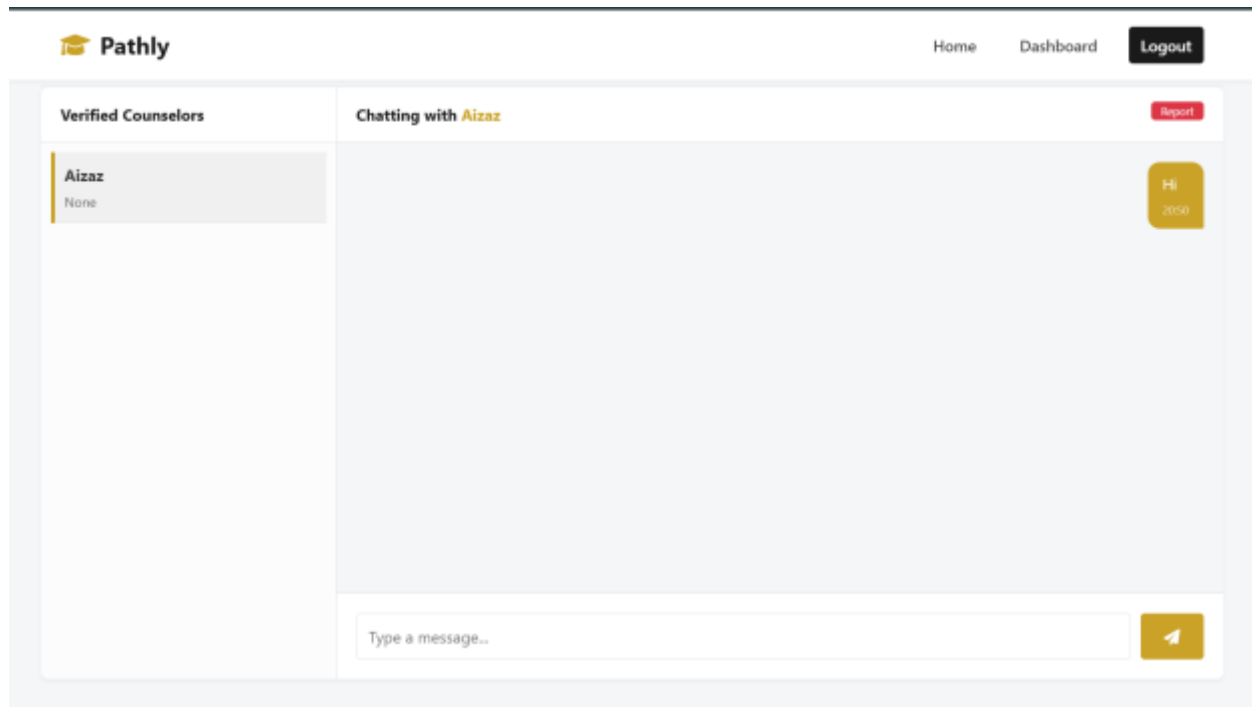 Pathly
Home Dashboard Logout
Verified Counselors
Chatting with Aizaz
Report
Aizaz
None
Hi
20:50
Type a message...